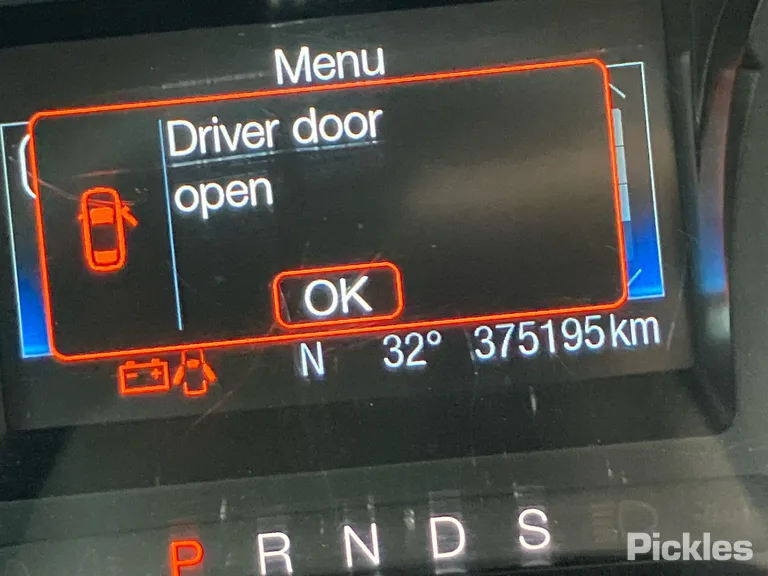 Menu
Driver door
open
OK
N 32° 375195 km
P R N D S
Pickles